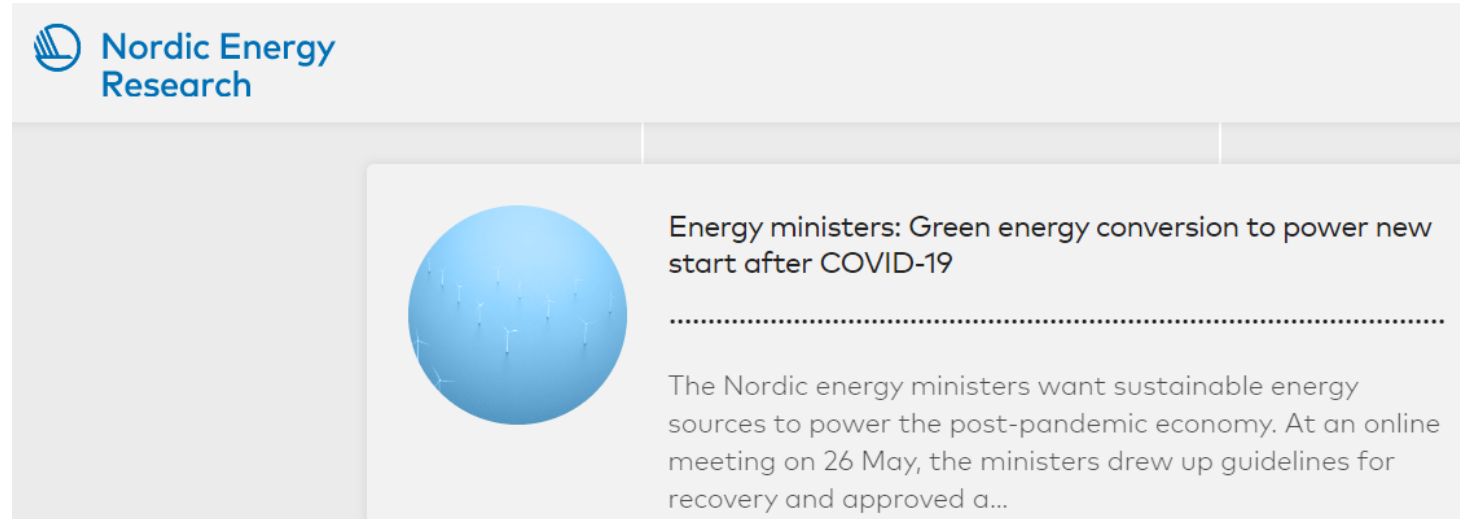 Nordic Energy
Research
Energy ministers: Green energy conversion to power new
start after COVID-19
The Nordic energy ministers want sustainable energy
sources to power the post-pandemic economy. At an online
meeting on 26 May, the ministers drew up guidelines for
recovery and approved a...